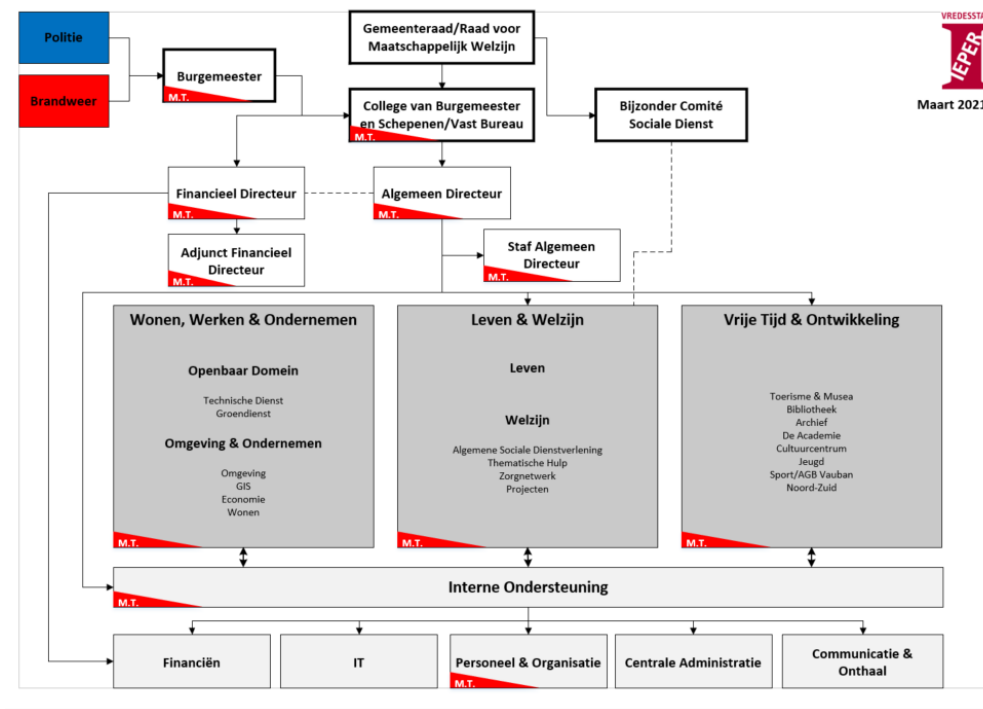 Politie
Brandweer
Burgemeester
M.T.
Gemeenteraad/Raad voor
Maatschappelijk Welzijn
College van Burgemeester
en Schepenen/Vast Bureau
M.T.
Bijzonder Comité
Sociale Dienst
IEPER
Maart 2021
Financieel Directeur
M.T.
Algemeen Directeur
M.T.
Adjunct Financieel
Directeur
M.T.
Staf Algemeen
Directeur
M.T.
Wonen, Werken & Ondernemen
Openbaar Domein
Technische Dienst
Groendienst
Omgeving & Ondernemen
Omgeving
GIS
Economie
Wonen
M.T.
Leven & Welzijn
Leven
Welzijn
Algemene Sociale Dienstverlening
Thematische Hulp
Zorgnetwerk
Projecten
M.T.
Vrije Tijd & Ontwikkeling
Toerisme & Musea
Bibliotheek
Archief
De Academie
Cultuurcentrum
Jeugd
Sport/AGB Vauban
Noord-Zuid
M.T.
Interne Ondersteuning
M.T.
Financiën
IT
Personeel & Organisatie
M.T.
Centrale Administratie
Communicatie &
Onthaal